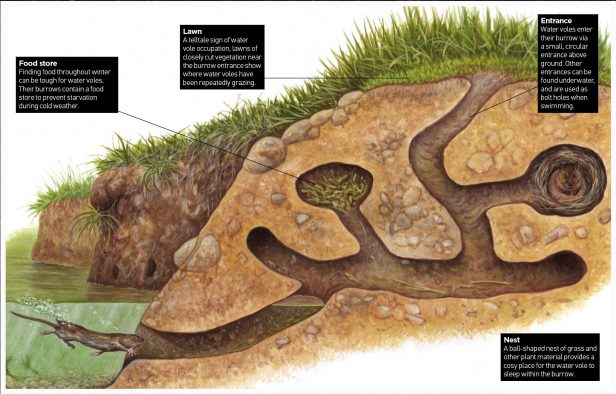 Lawn
A telltale sign of water
vole occupation, lawns of
closely cut vegetation near
the burrow entrance show
where water voles have
been repeatedly grazing.
Entrance
Water voles enter
their burrow via
a small, circular
entrance above
ground. Other
entrances can be
found underwater,
and are used as
bolt holes when
swimming.
Food store
Finding food throughout winter
can be tough for water voles.
Their burrows contain a food
store to prevent starvation
during cold weather.
Nest
A ball-shaped nest of grass and
other plant material provides a
cosy place for the water vole to
sleep within the burrow.